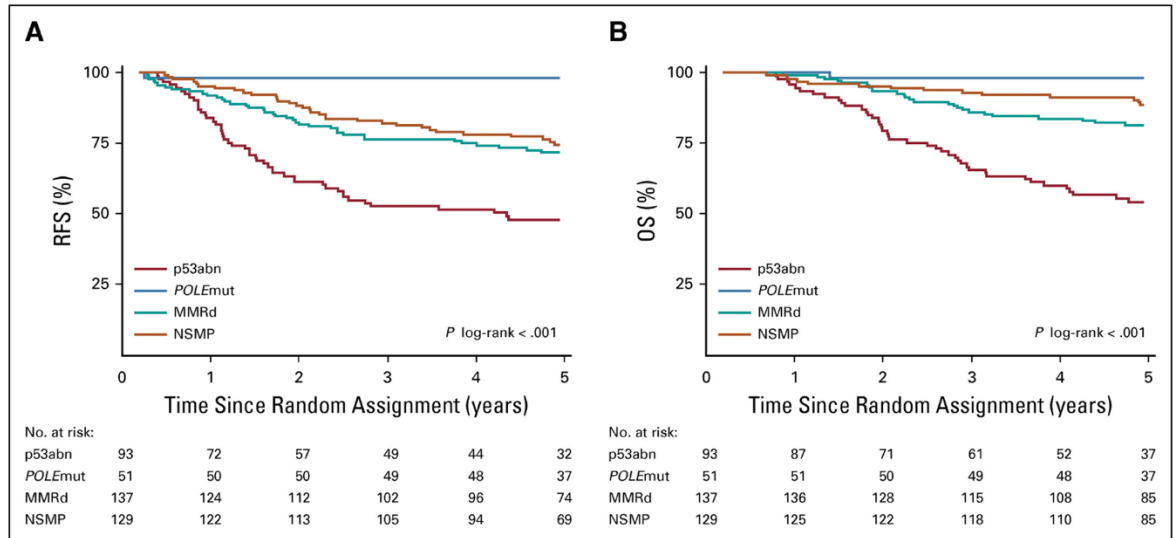 A
RFS (%)
100
75
50
25
p53abn
POLEmut
MMRd
NSMP
P log-rank < .001
0 1 2 3 4 5
Time Since Random Assignment (years)
No. at risk:
p53abn 93 72 57 49 44 32
POLEmut 51 50 50 49 48 37
MMRd 137 124 112 102 96 74
NSMP 129 122 113 105 94 69
B
OS (%)
100
75
50
25
p53abn
POLEmut
MMRd
NSMP
P log-rank < .001
0 1 2 3 4 5
Time Since Random Assignment (years)
No. at risk:
p53abn 93 87 71 61 52 37
POLEmut 51 51 50 49 48 37
MMRd 137 136 128 115 108 85
NSMP 129 125 122 118 110 85